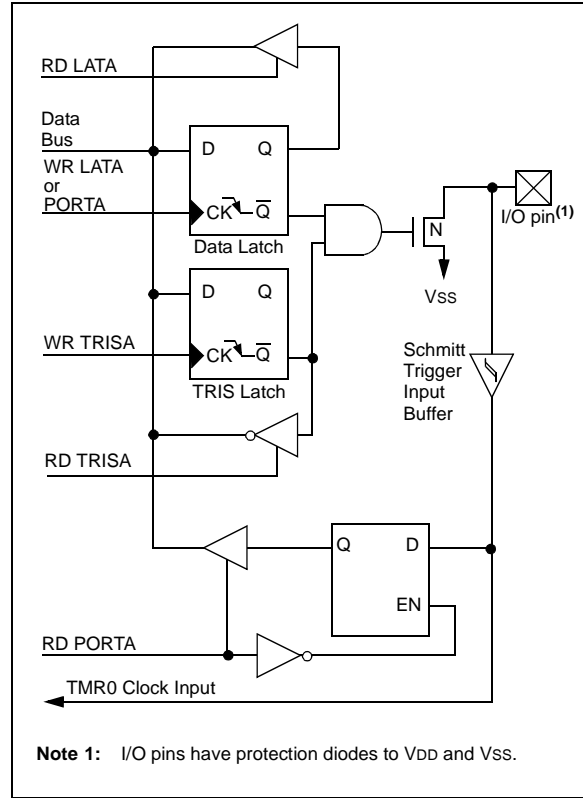 RD LATA
Data
Bus
WR LATA
or
PORTA
D Q
CK Q̅
Data Latch
D Q
CK Q̅
TRIS Latch
WR TRISA
RD TRISA
N
I/O pin(1)
VSS
Schmitt
Trigger
Input
Buffer
Q D
EN
RD PORTA
TMR0 Clock Input
Note 1: I/O pins have protection diodes to VDD and VSS.